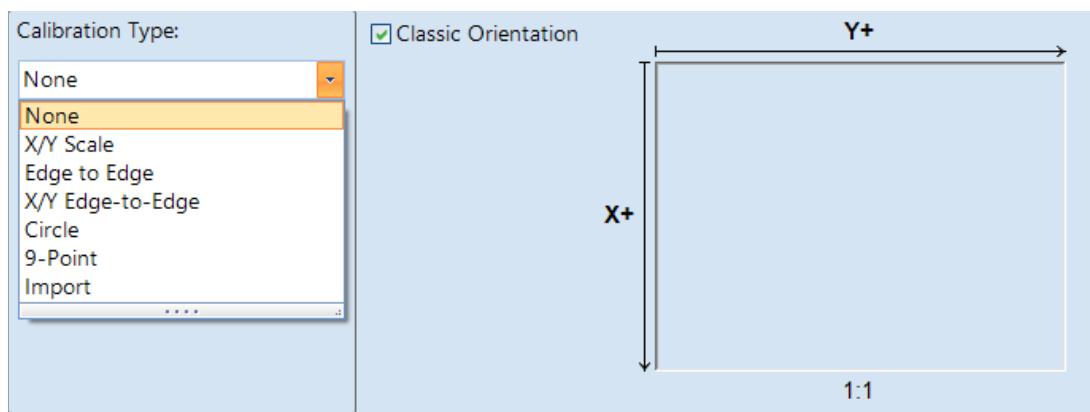 Calibration Type:
None
None
X/Y Scale
Edge to Edge
X/Y Edge-to-Edge
Circle
9-Point
Import
Classic Orientation
Y+
X+
1:1